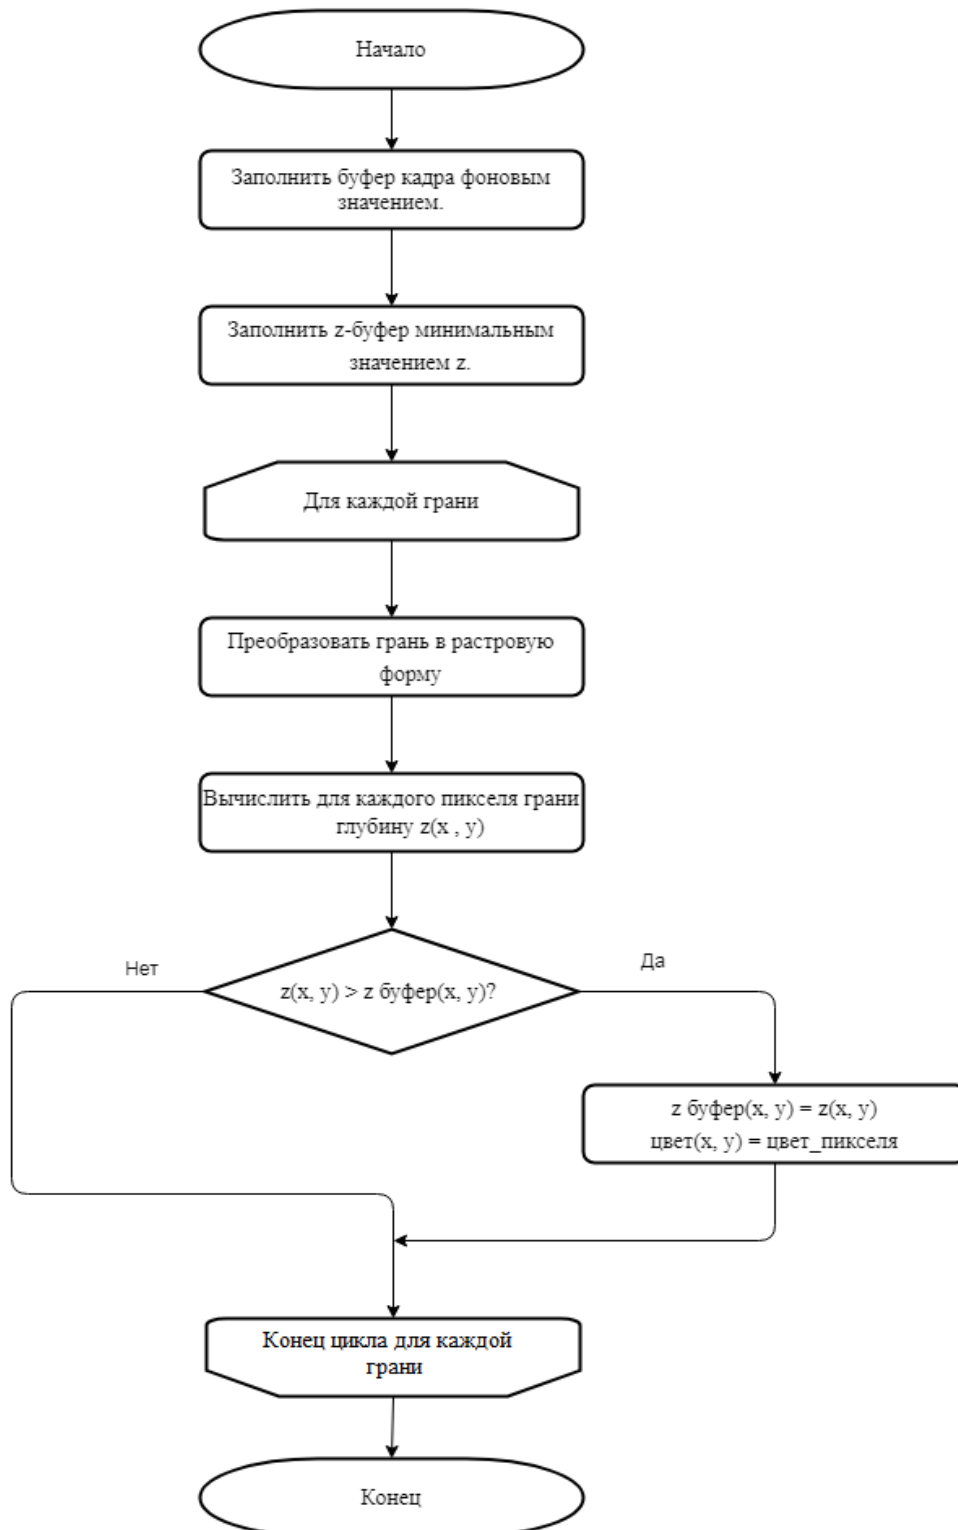 Начало
Заполнить буфер кадра фоновым
значением.
Заполнить z-буфер минимальным
значением z.
Для каждой грани
Преобразовать грань в растровую
форму
Вычислить для каждого пикселя грани
глубину z(x , y)
Нет
z(x, y) > z буфер(x, y)?
Да
z буфер(x, y) = z(x, y)
цвет(x, y) = цвет_пикселя
Конец цикла для каждой
грани
Конец